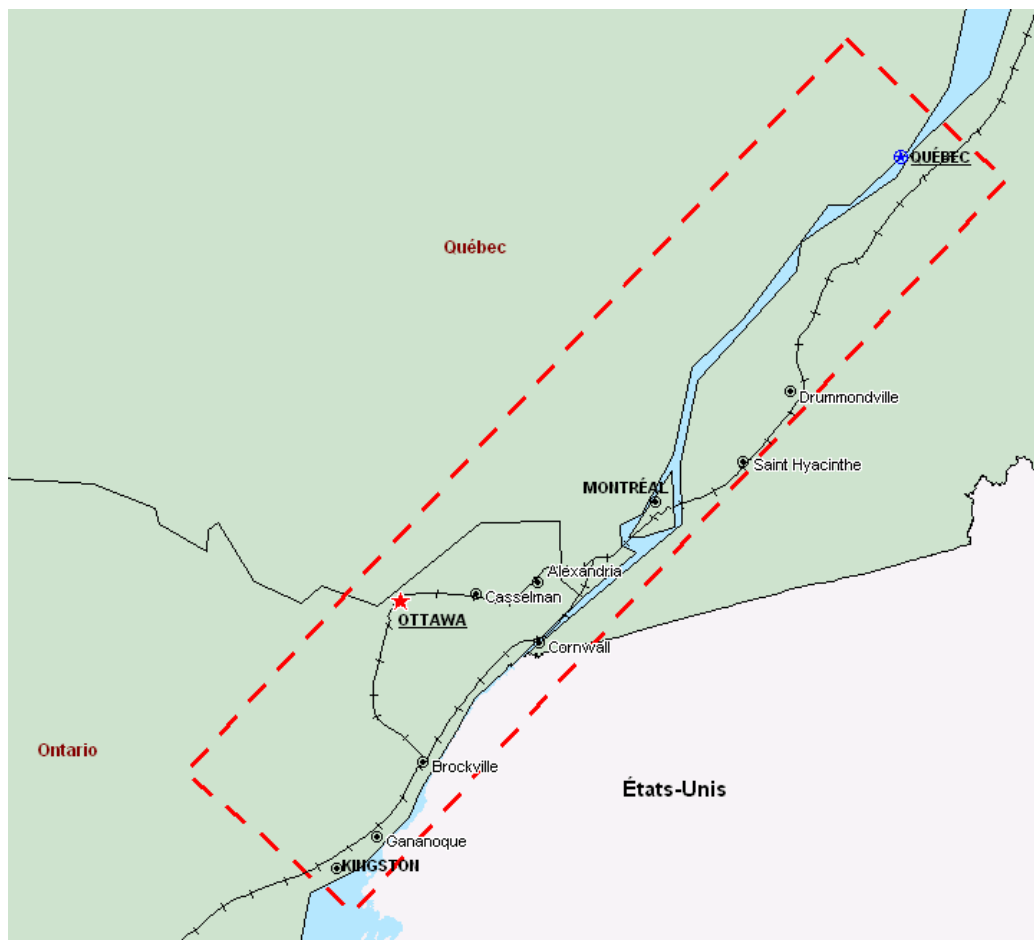 QUÉBEC
Québec
Drummondville
Saint Hyacinthe
MONTRÉAL
Alexandria
Casselman
OTTAWA
Cornwall
Ontario
Brockville
États-Unis
Gananoque
KINGSTON